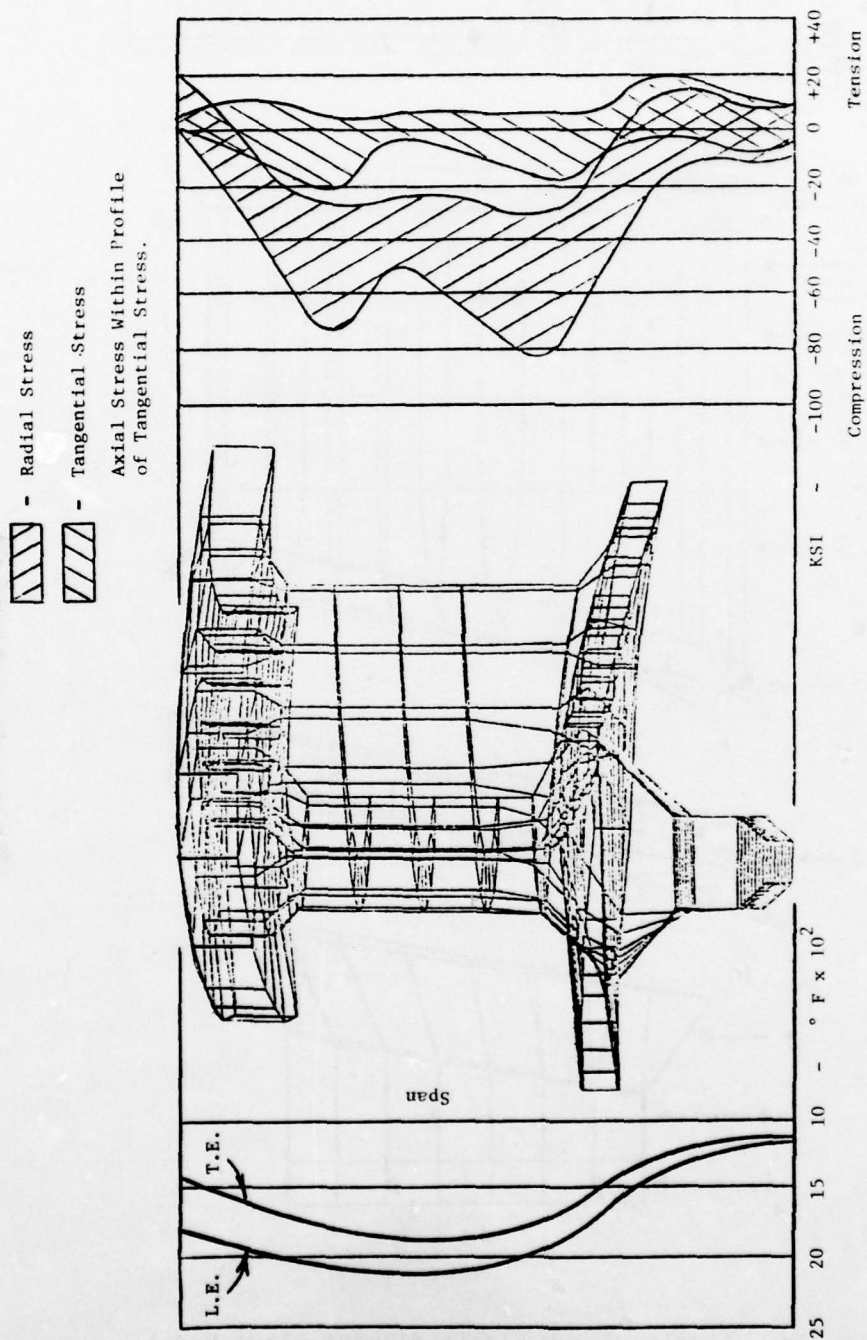 - Radial Stress
- Tangential Stress
Axial Stress Within Profile
of Tangential Stress.
L.E.
T.E.
Span
25 20 15 10 - ° F x 10²
KSI ~ -100 -80 -60 -40 -20 0 +20 +40
Compression Tension